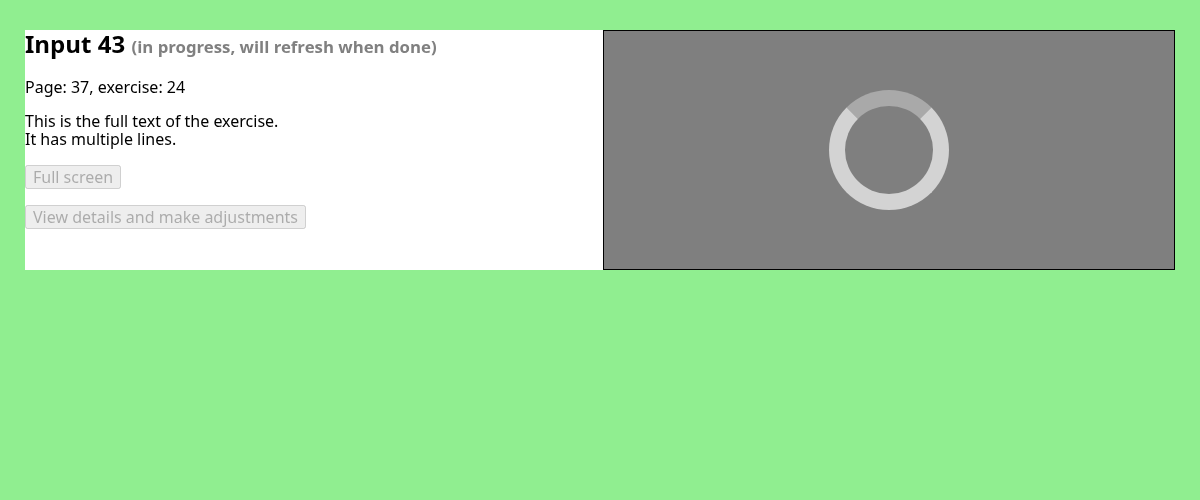 Input 43 (in progress, will refresh when done)
Page: 37, exercise: 24
This is the full text of the exercise.
It has multiple lines.
Full screen
View details and make adjustments